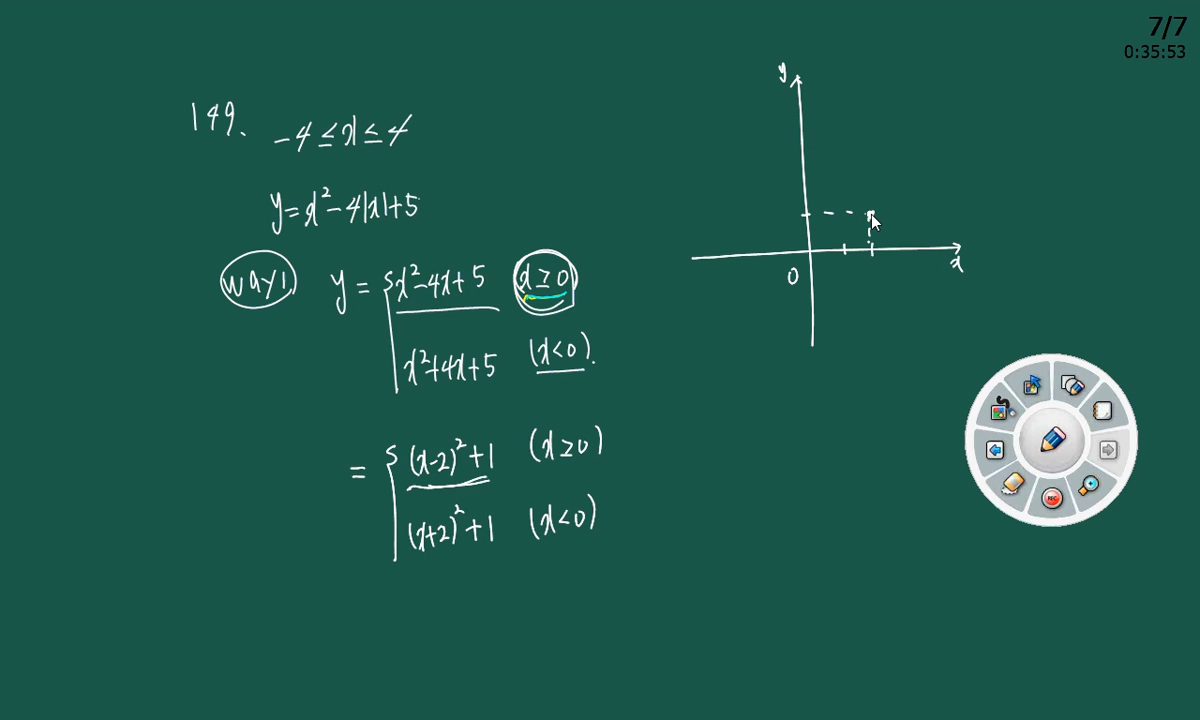 7/7
0:35:53
149. -4 ≤ x ≤ 4
y = x² - 4|x| + 5
way1. y = { x² - 4x + 5 (x ≥ 0)
x² + 4x + 5 (x < 0).
= { (x-2)² + 1 (x ≥ 0)
(x+2)² + 1 (x < 0)
y
0
x
REC